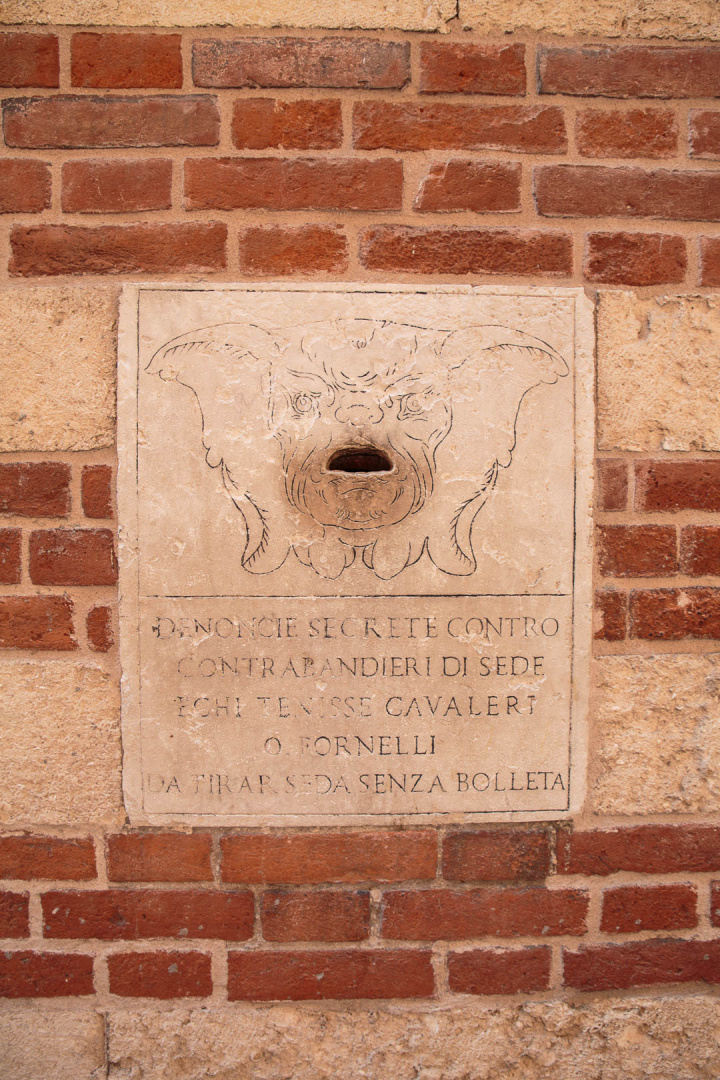 DENONCIE SECRETE CONTRO
CONTRABANDIERI DI SEDE
ECHI TENISSE CAVALERI
O FORNELLI
DA TIRAR SEDA SENZA BOLLETA